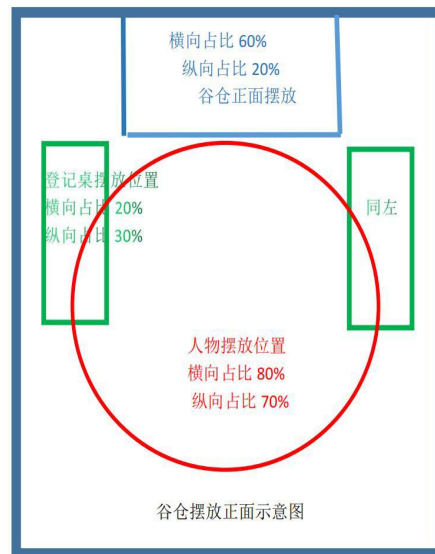 横向占比 60%
纵向占比 20%
谷仓正面摆放
登记桌摆放位置
横向占比 20%
纵向占比 30%
同左
人物摆放位置
横向占比 80%
纵向占比 70%
谷仓摆放正面示意图